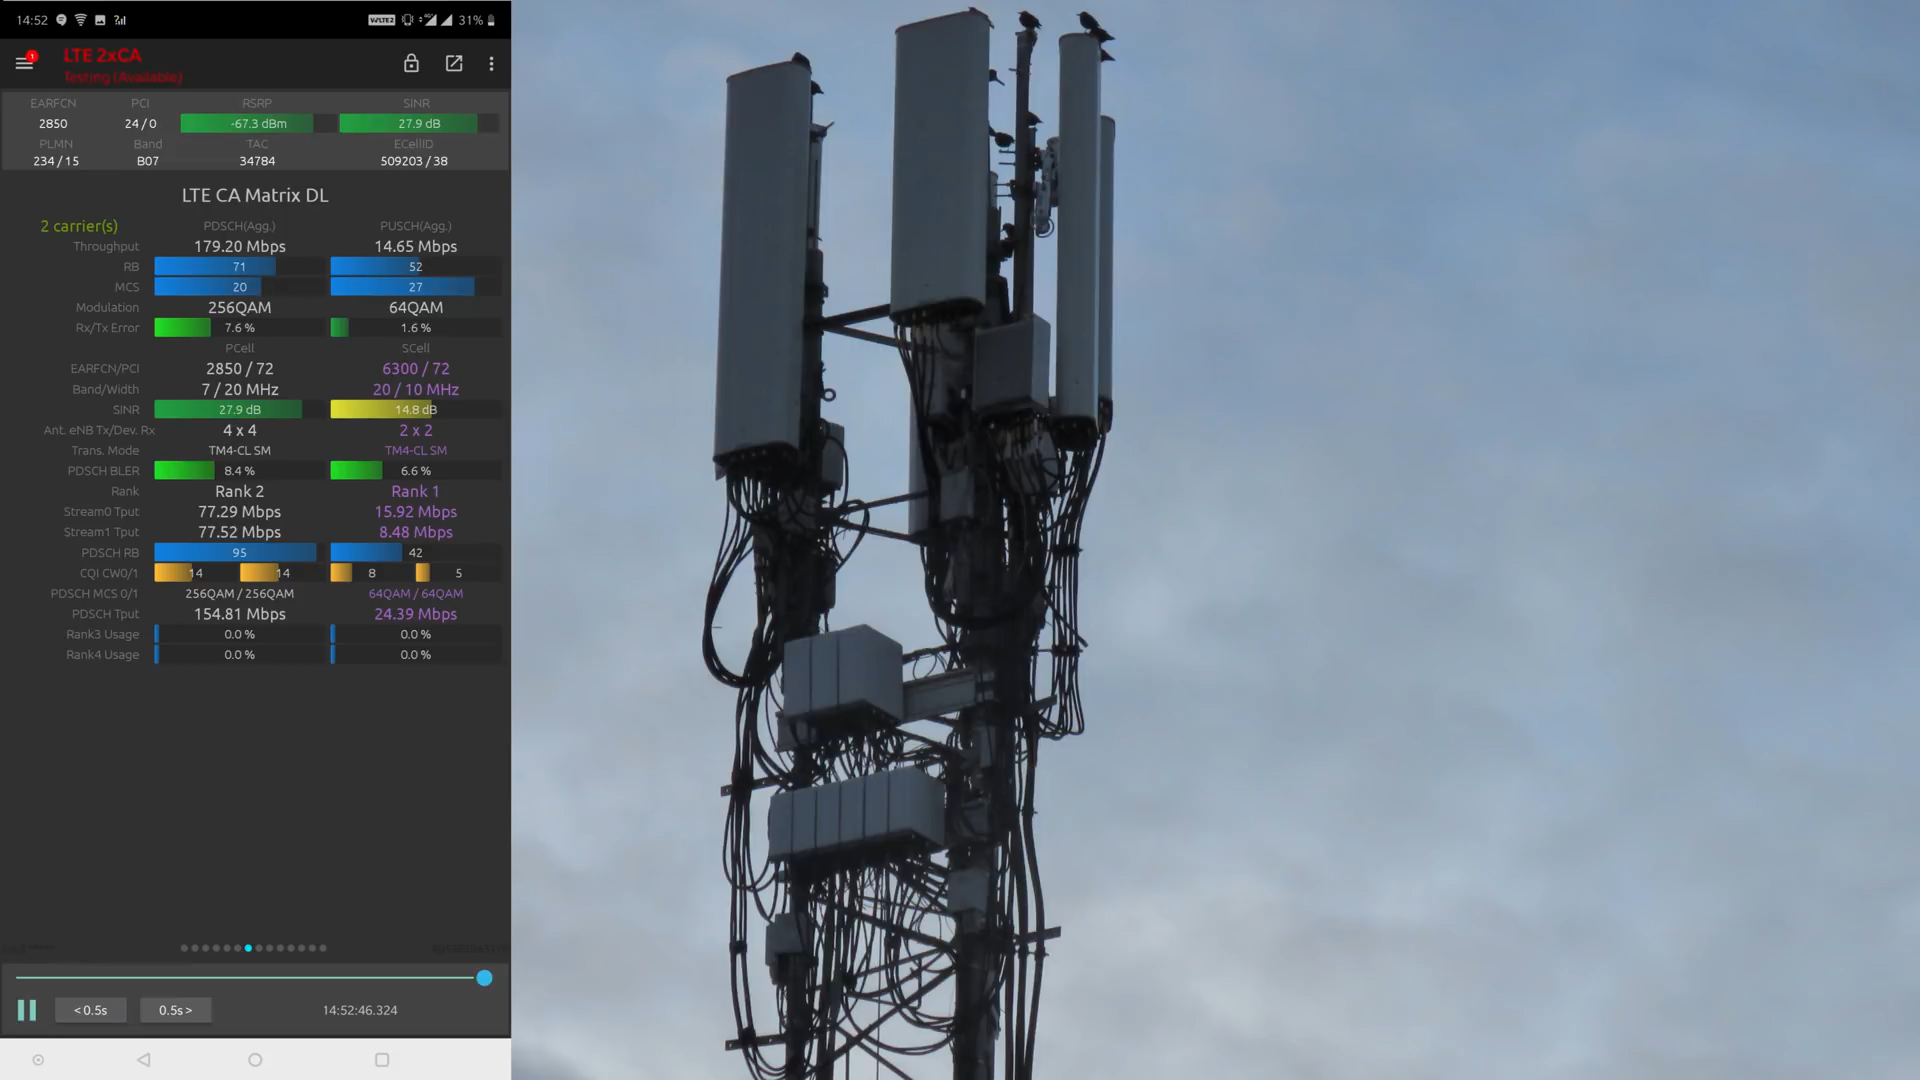 14:52 VoLTE2 4G+ 31%
LTE 2xCA
Testing (Available)
1
EARFCN PCI RSRP SINR
2850 24 / 0 -67.3 dBm 27.9 dB
PLMN Band TAC ECellID
234 / 15 B07 34784 509203 / 38
LTE CA Matrix DL
2 carrier(s) PDSCH(Agg.) PUSCH(Agg.)
Throughput 179.20 Mbps 14.65 Mbps
RB 71 52
MCS 20 27
Modulation 256QAM 64QAM
Rx/Tx Error 7.6 % 1.6 %
PCell SCell
EARFCN/PCI 2850 / 72 6300 / 72
Band/Width 7 / 20 MHz 20 / 10 MHz
SINR 27.9 dB 14.8 dB
Ant. eNB Tx/Dev. Rx 4 x 4 2 x 2
Trans. Mode TM4-CL SM TM4-CL SM
PDSCH BLER 8.4 % 6.6 %
Rank Rank 2 Rank 1
Stream0 Tput 77.29 Mbps 15.92 Mbps
Stream1 Tput 77.52 Mbps 8.48 Mbps
PDSCH RB 95 42
CQI CW0/1 14 14 8 5
PDSCH MCS 0/1 256QAM / 256QAM 64QAM / 64QAM
PDSCH Tput 154.81 Mbps 24.39 Mbps
Rank3 Usage 0.0 % 0.0 %
Rank4 Usage 0.0 % 0.0 %
< 0.5s 0.5s > 14:52:46.324